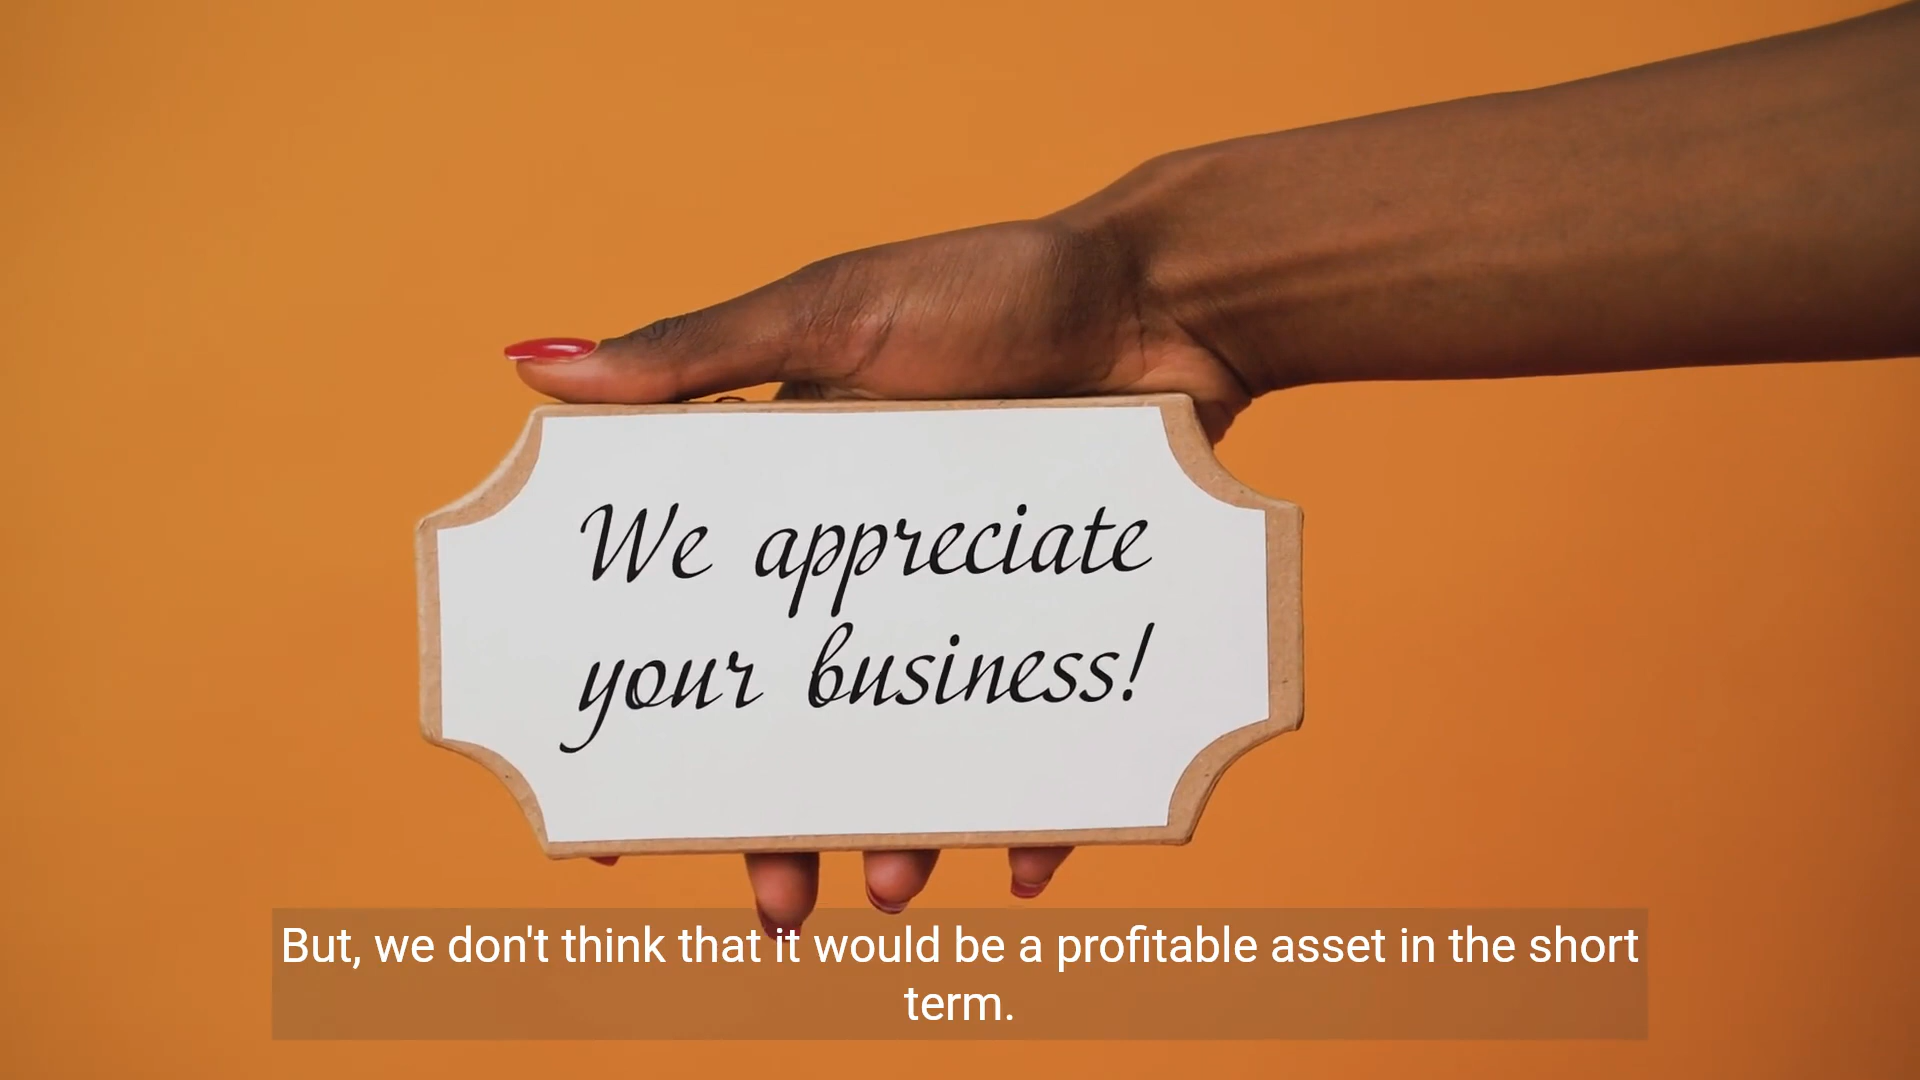 We appreciate
your business!
But, we don't think that it would be a profitable asset in the short
term.